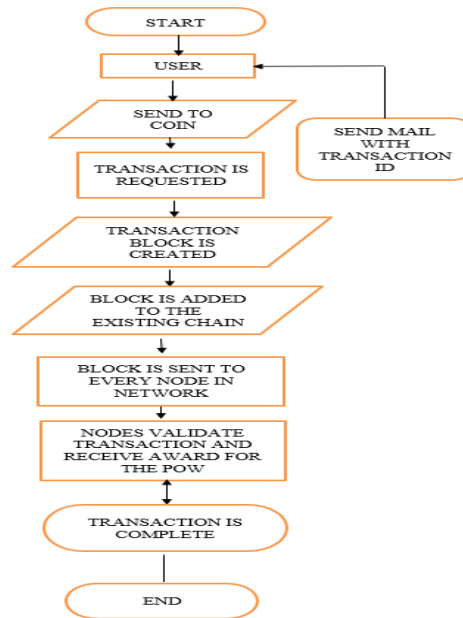 START
USER
SEND TO
COIN
SEND MAIL
WITH
TRANSACTION
ID
TRANSACTION IS
REQUESTED
TRANSACTION
BLOCK IS
CREATED
BLOCK IS ADDED
TO THE
EXISTING CHAIN
BLOCK IS SENT TO
EVERY NODE IN
NETWORK
NODES VALIDATE
TRANSACTION AND
RECEIVE AWARD FOR
THE POW
TRANSACTION IS
COMPLETE
END